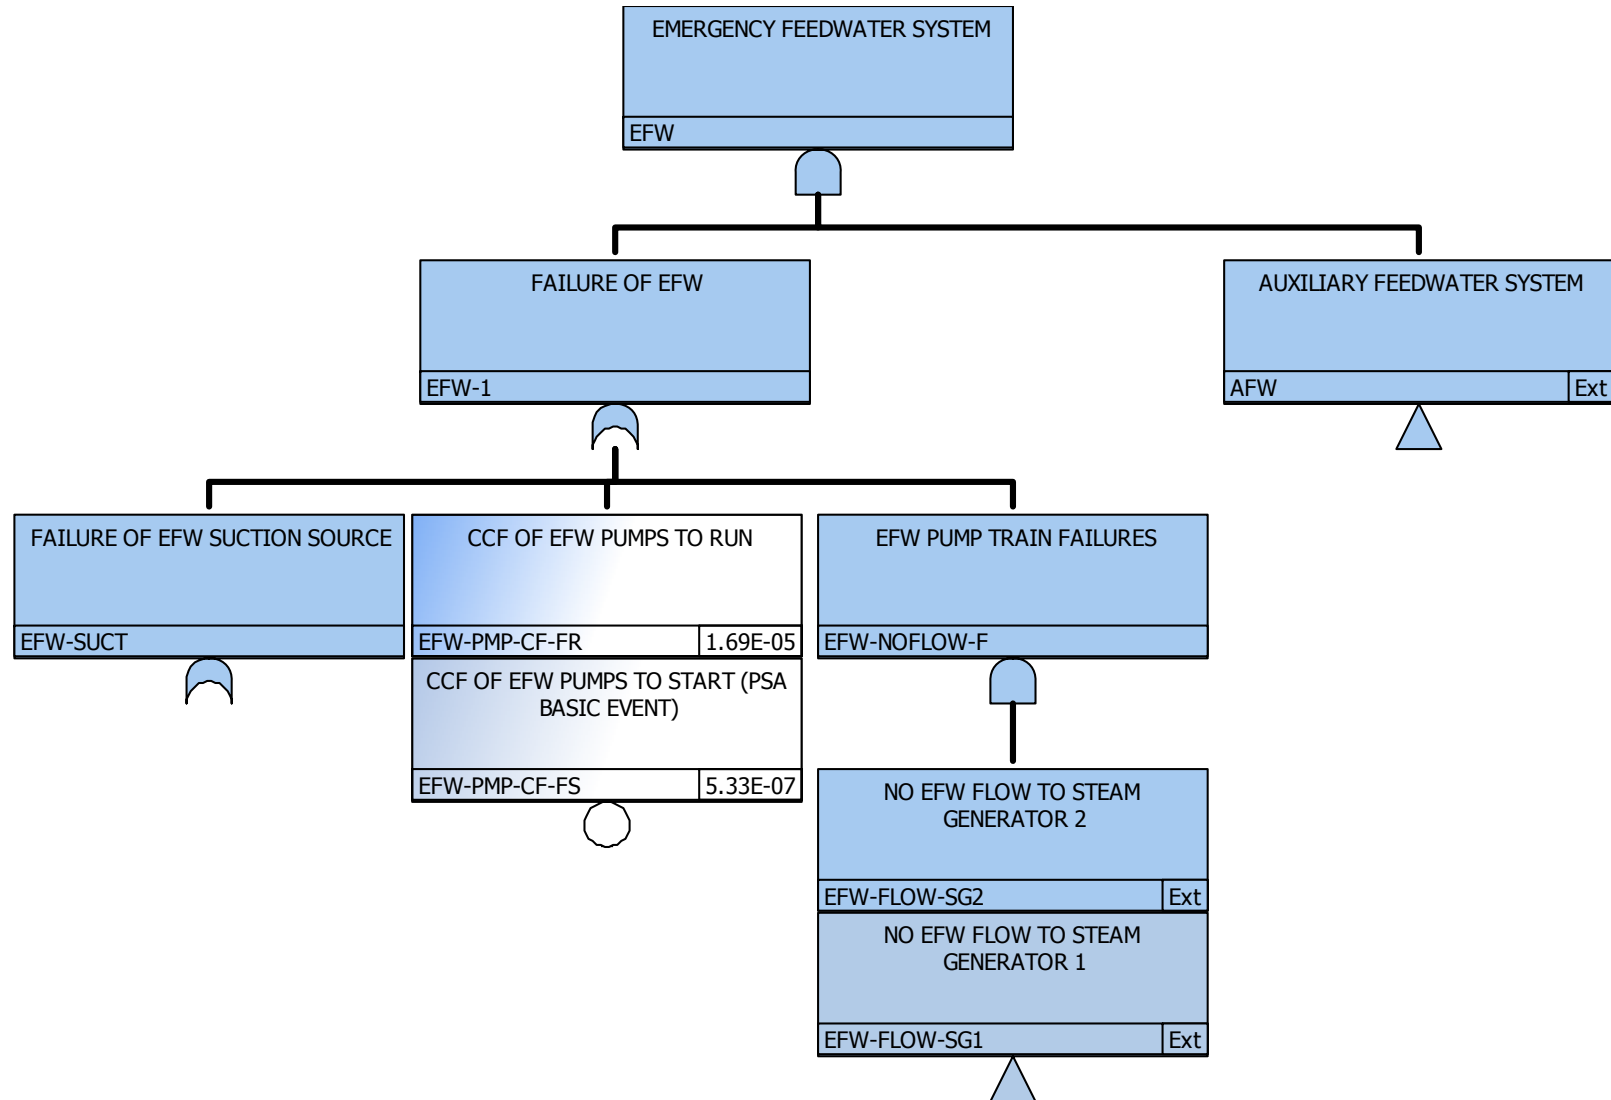 EMERGENCY FEEDWATER SYSTEM
EFW
FAILURE OF EFW
EFW-1
AUXILIARY FEEDWATER SYSTEM
AFW
Ext
FAILURE OF EFW SUCTION SOURCE
EFW-SUCT
CCF OF EFW PUMPS TO RUN
EFW-PMP-CF-FR
1.69E-05
CCF OF EFW PUMPS TO START (PSA
BASIC EVENT)
EFW-PMP-CF-FS
5.33E-07
EFW PUMP TRAIN FAILURES
EFW-NOFLOW-F
NO EFW FLOW TO STEAM
GENERATOR 2
EFW-FLOW-SG2
Ext
NO EFW FLOW TO STEAM
GENERATOR 1
EFW-FLOW-SG1
Ext